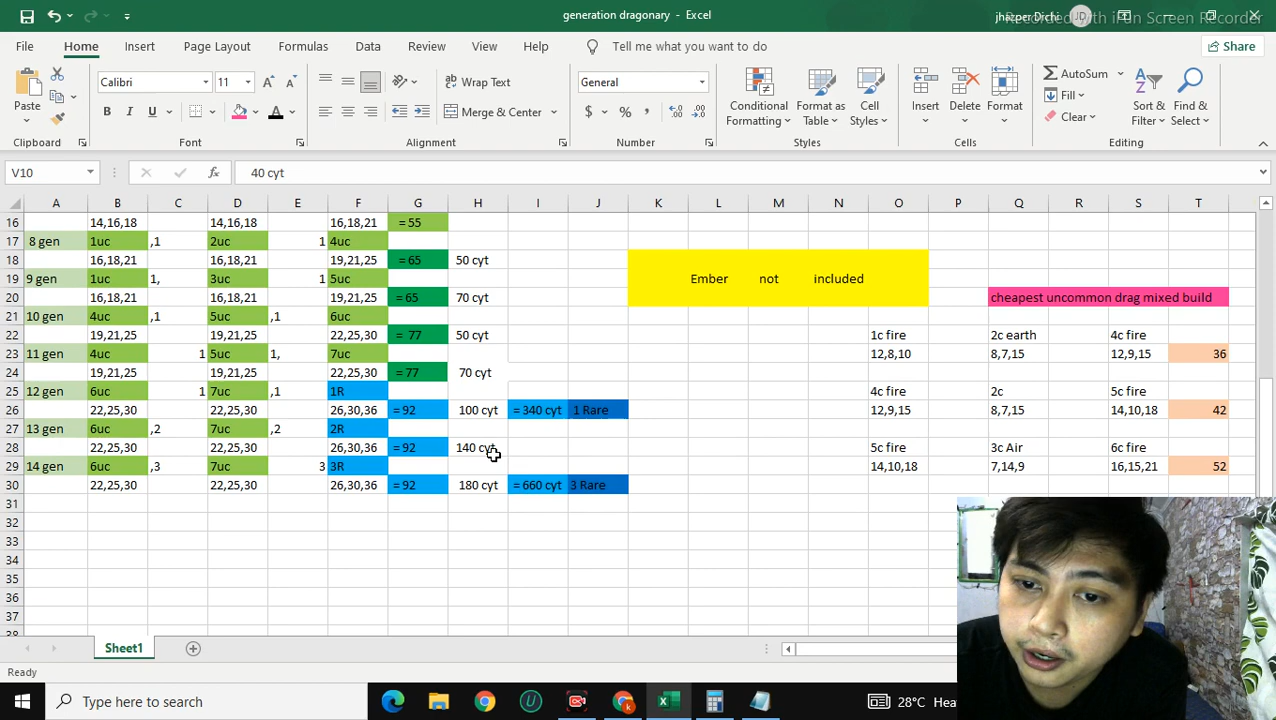 generation dragonary - Excel
jhazper Dichi
JD
Recorded with iFun Screen Recorder
File Home Insert Page Layout Formulas Data Review View Help Tell me what you want to do Share
Paste
Calibri 11
B I U
Wrap Text
Merge & Center
General
$ % ,
Conditional Formatting
Format as Table
Cell Styles
Insert Delete Format
AutoSum
Fill
Clear
Sort & Filter
Find & Select
Clipboard Font Alignment Number Styles Cells Editing
V10 fx 40 cyt
A B C D E F G H I J K L M N O P Q R S T
16 14,16,18 14,16,18 16,18,21 = 55
17 8 gen 1uc ,1 2uc 1 4uc
18 16,18,21 16,18,21 19,21,25 = 65 50 cyt
19 9 gen 1uc 1, 3uc 1 5uc Ember not included
20 16,18,21 16,18,21 19,21,25 = 65 70 cyt cheapest uncommon drag mixed build
21 10 gen 4uc ,1 5uc ,1 6uc
22 19,21,25 19,21,25 22,25,30 = 77 50 cyt 1c fire 2c earth 4c fire
23 11 gen 4uc 1 5uc 1, 7uc 12,8,10 8,7,15 12,9,15 36
24 19,21,25 19,21,25 22,25,30 = 77 70 cyt
25 12 gen 6uc 1 7uc ,1 1R 4c fire 2c 5c fire
26 22,25,30 22,25,30 26,30,36 = 92 100 cyt = 340 cyt 1 Rare 12,9,15 8,7,15 14,10,18 42
27 13 gen 6uc ,2 7uc ,2 2R
28 22,25,30 22,25,30 26,30,36 = 92 140 cyt 5c fire 3c Air 6c fire
29 14 gen 6uc ,3 7uc 3 3R 14,10,18 7,14,9 16,15,21 52
30 22,25,30 22,25,30 26,30,36 = 92 180 cyt = 660 cyt 3 Rare
31
32
33
34
35
36
37
38
Sheet1
Ready
Type here to search
28°C